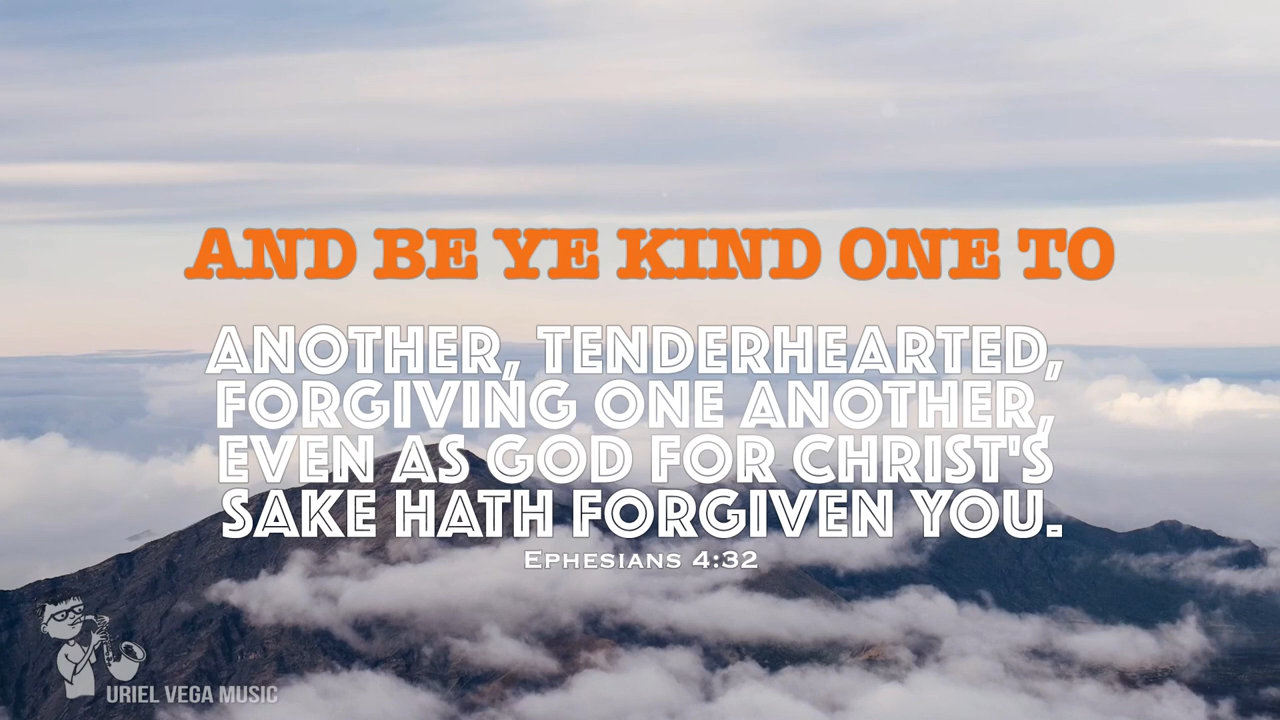 AND BE YE KIND ONE TO
ANOTHER, TENDERHEARTED,
FORGIVING ONE ANOTHER,
EVEN AS GOD FOR CHRIST'S
SAKE HATH FORGIVEN YOU.
EPHESIANS 4:32
URIEL VEGA MUSIC